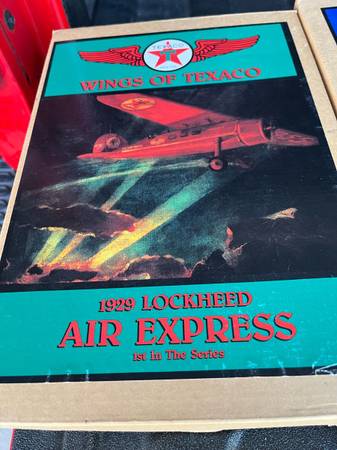 TEXACO
T
WINGS OF TEXACO
1929 LOCKHEED
AIR EXPRESS
1st in The Series